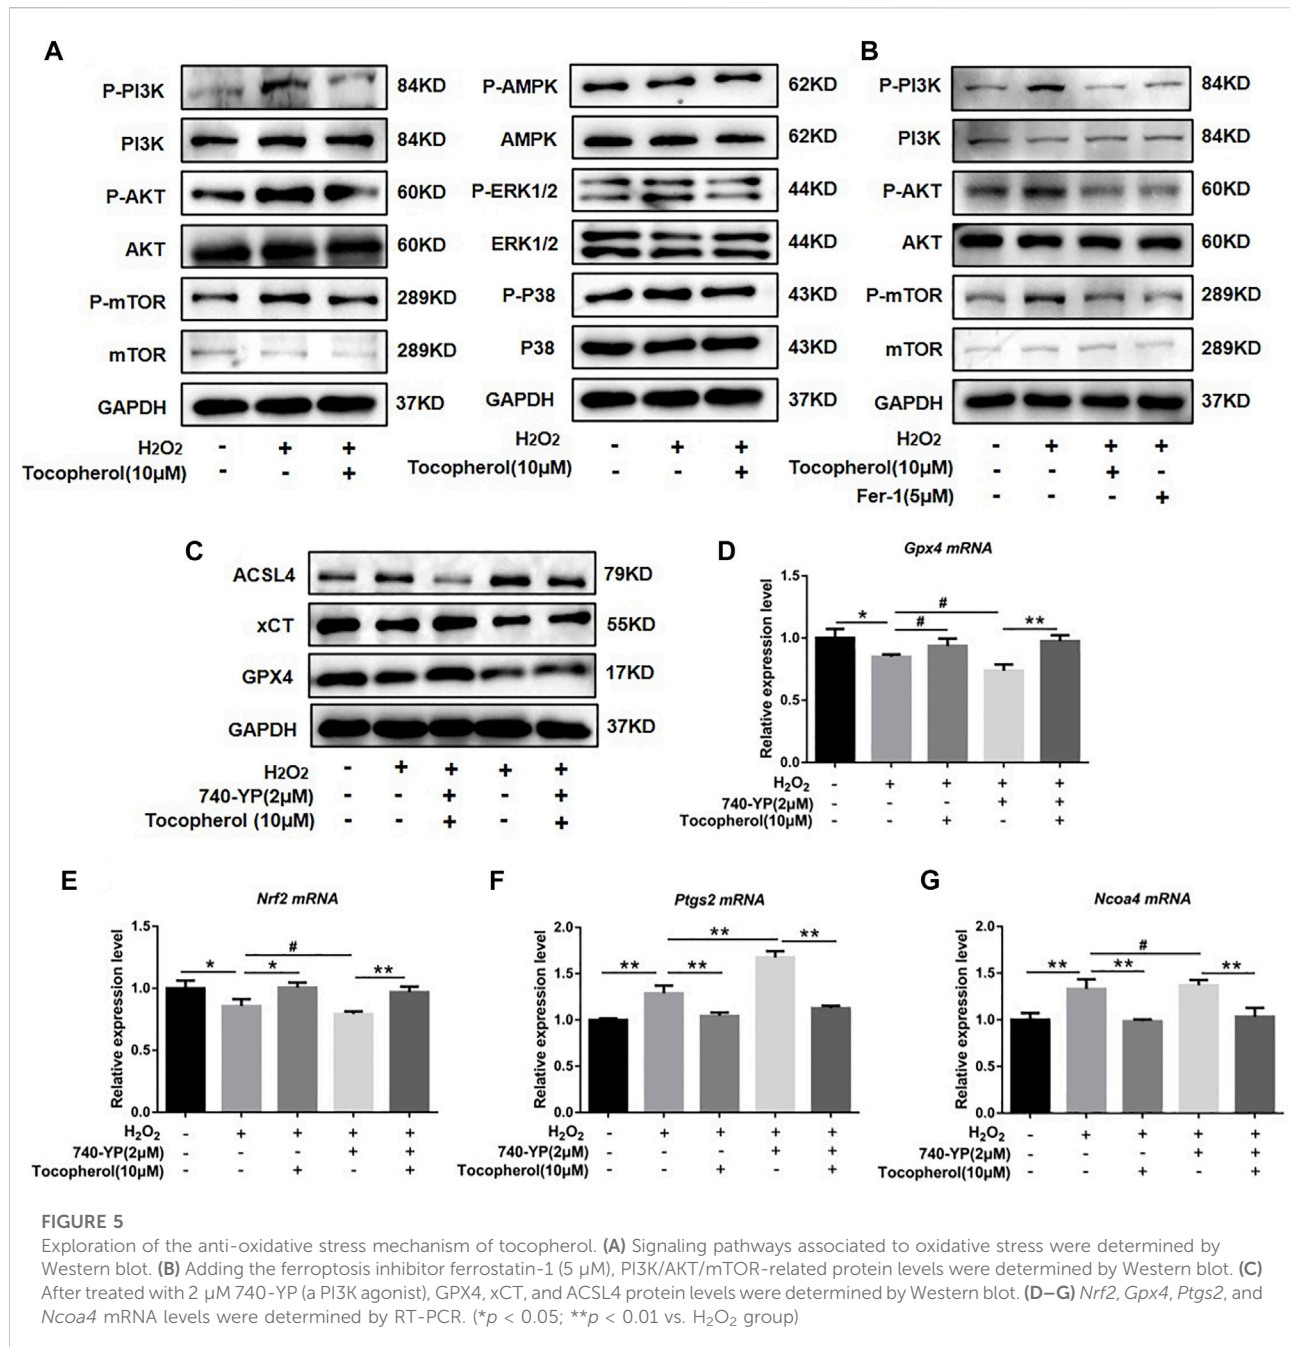 A
P-PI3K 84KD
PI3K 84KD
P-AKT 60KD
AKT 60KD
P-mTOR 289KD
mTOR 289KD
GAPDH 37KD
H2O2 - + +
Tocopherol(10μM) - - +
P-AMPK 62KD
AMPK 62KD
P-ERK1/2 44KD
ERK1/2 44KD
P-P38 43KD
P38 43KD
GAPDH 37KD
H2O2 - + +
Tocopherol(10μM) - - +
B
P-PI3K 84KD
PI3K 84KD
P-AKT 60KD
AKT 60KD
P-mTOR 289KD
mTOR 289KD
GAPDH 37KD
H2O2 - + + +
Tocopherol(10μM) - - + -
Fer-1(5μM) - - - +
C
ACSL4 79KD
xCT 55KD
GPX4 17KD
GAPDH 37KD
H2O2 - + + + +
740-YP(2μM) - - + - +
Tocopherol (10μM) - - + - +
D
Gpx4 mRNA
Relative expression level
1.5
1.0
0.5
0.0
* # # **
H₂O₂ - + + + +
740-YP(2μM) - - - + +
Tocopherol(10μM) - - + - +
E
Nrf2 mRNA
Relative expression level
1.5
1.0
0.5
0.0
* * # **
H₂O₂ - + + + +
740-YP(2μM) - - - + +
Tocopherol(10μM) - - + - +
F
Ptgs2 mRNA
Relative expression level
2.0
1.5
1.0
0.5
0.0
** ** ** **
H₂O₂ - + + + +
740-YP(2μM) - - - + +
Tocopherol(10μM) - - + - +
G
Ncoa4 mRNA
Relative expression level
2.0
1.5
1.0
0.5
0.0
** ** # **
H₂O₂ - + + + +
740-YP(2μM) - - - + +
Tocopherol(10μM) - - + - +
FIGURE 5
Exploration of the anti-oxidative stress mechanism of tocopherol. (A) Signaling pathways associated to oxidative stress were determined by
Western blot. (B) Adding the ferroptosis inhibitor ferrostatin-1 (5 μM), PI3K/AKT/mTOR-related protein levels were determined by Western blot. (C)
After treated with 2 μM 740-YP (a PI3K agonist), GPX4, xCT, and ACSL4 protein levels were determined by Western blot. (D–G) Nrf2, Gpx4, Ptgs2, and
Ncoa4 mRNA levels were determined by RT-PCR. (*p < 0.05; **p < 0.01 vs. H₂O₂ group)